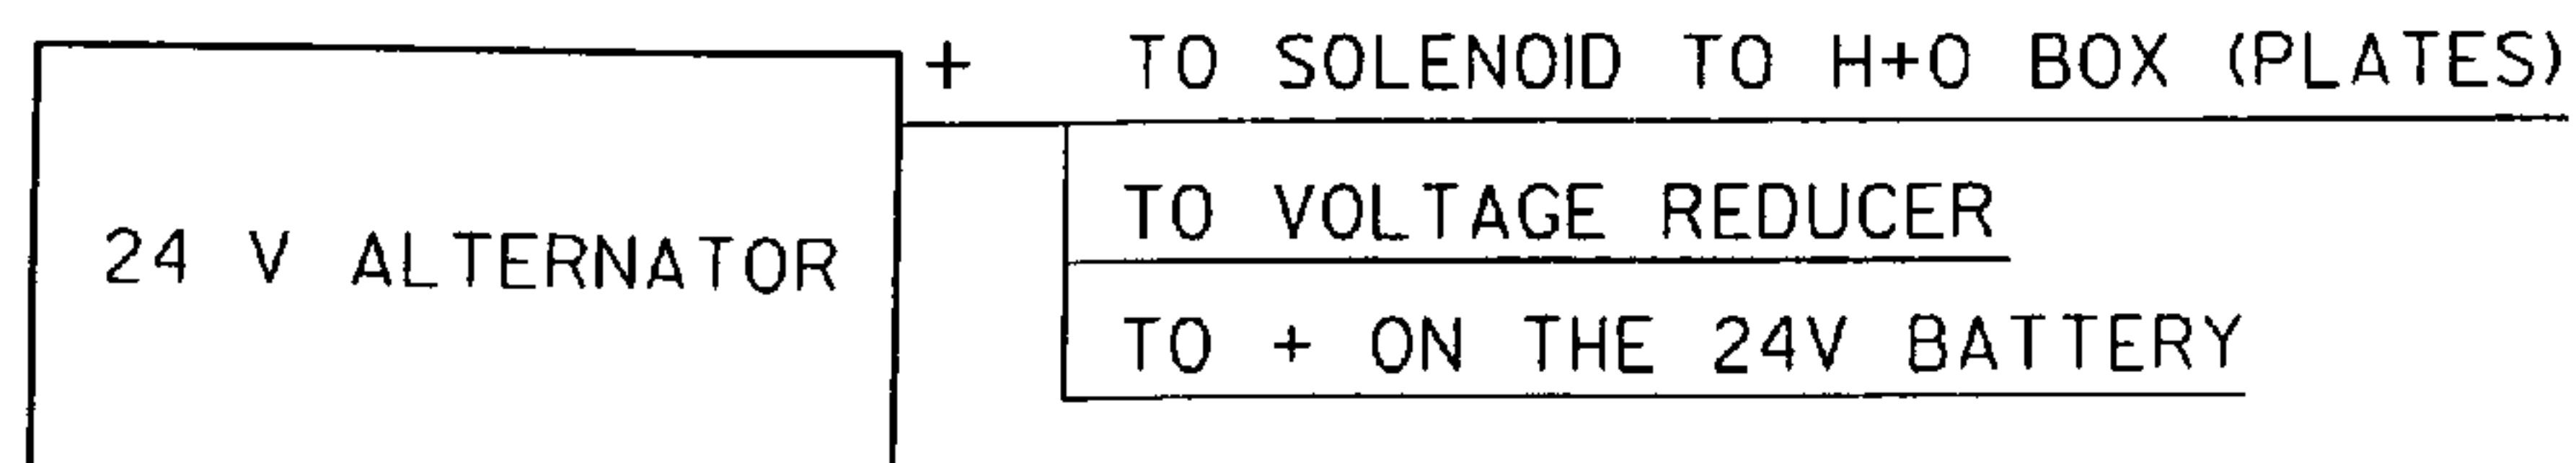 + TO SOLENOID TO H+O BOX (PLATES)
TO VOLTAGE REDUCER
24 V ALTERNATOR
TO + ON THE 24V BATTERY